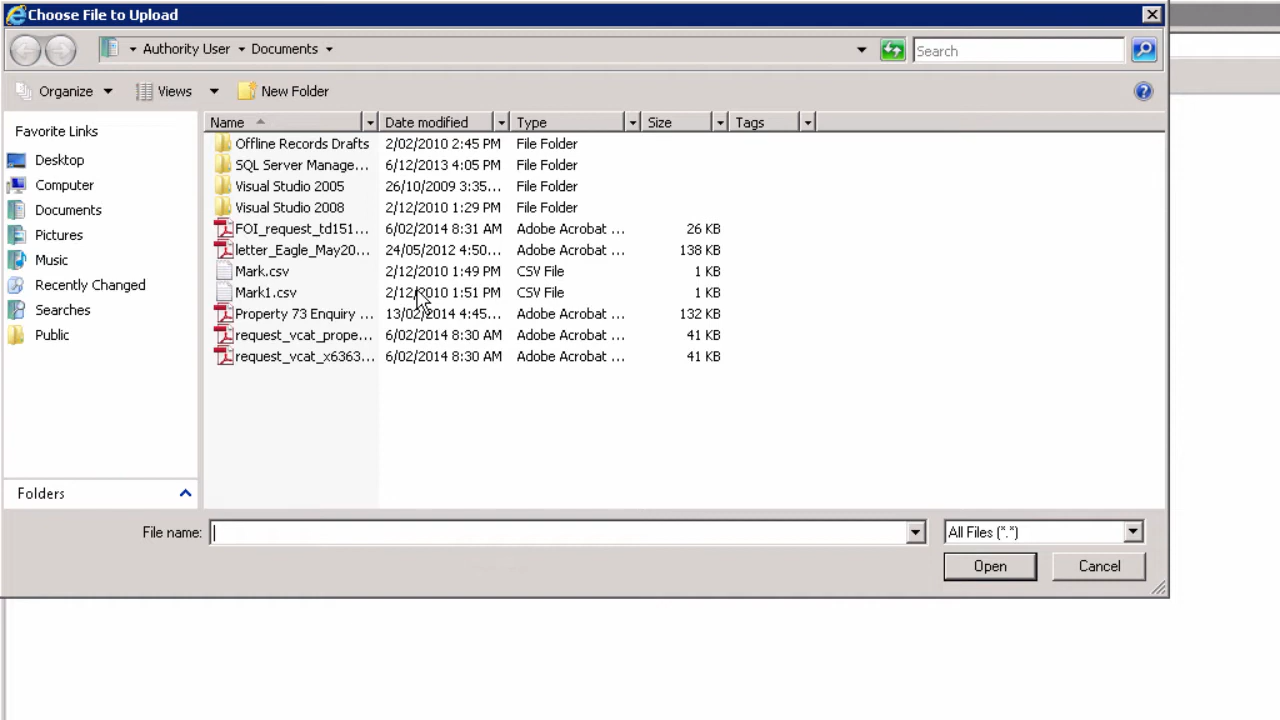 Choose File to Upload
Authority User Documents Search
Organize Views New Folder
Favorite Links
Desktop
Computer
Documents
Pictures
Music
Recently Changed
Searches
Public
Folders
Name Date modified Type Size Tags
Offline Records Drafts 2/02/2010 2:45 PM File Folder
SQL Server Manage... 6/12/2013 4:05 PM File Folder
Visual Studio 2005 26/10/2009 3:35... File Folder
Visual Studio 2008 2/12/2010 1:29 PM File Folder
FOI_request_td151... 6/02/2014 8:31 AM Adobe Acrobat ... 26 KB
letter_Eagle_May20... 24/05/2012 4:50... Adobe Acrobat ... 138 KB
Mark.csv 2/12/2010 1:49 PM CSV File 1 KB
Mark1.csv 2/12/2010 1:51 PM CSV File 1 KB
Property 73 Enquiry ... 13/02/2014 4:45... Adobe Acrobat ... 132 KB
request_vcat_prope... 6/02/2014 8:30 AM Adobe Acrobat ... 41 KB
request_vcat_x6363... 6/02/2014 8:30 AM Adobe Acrobat ... 41 KB
File name: All Files (*.*)
Open Cancel